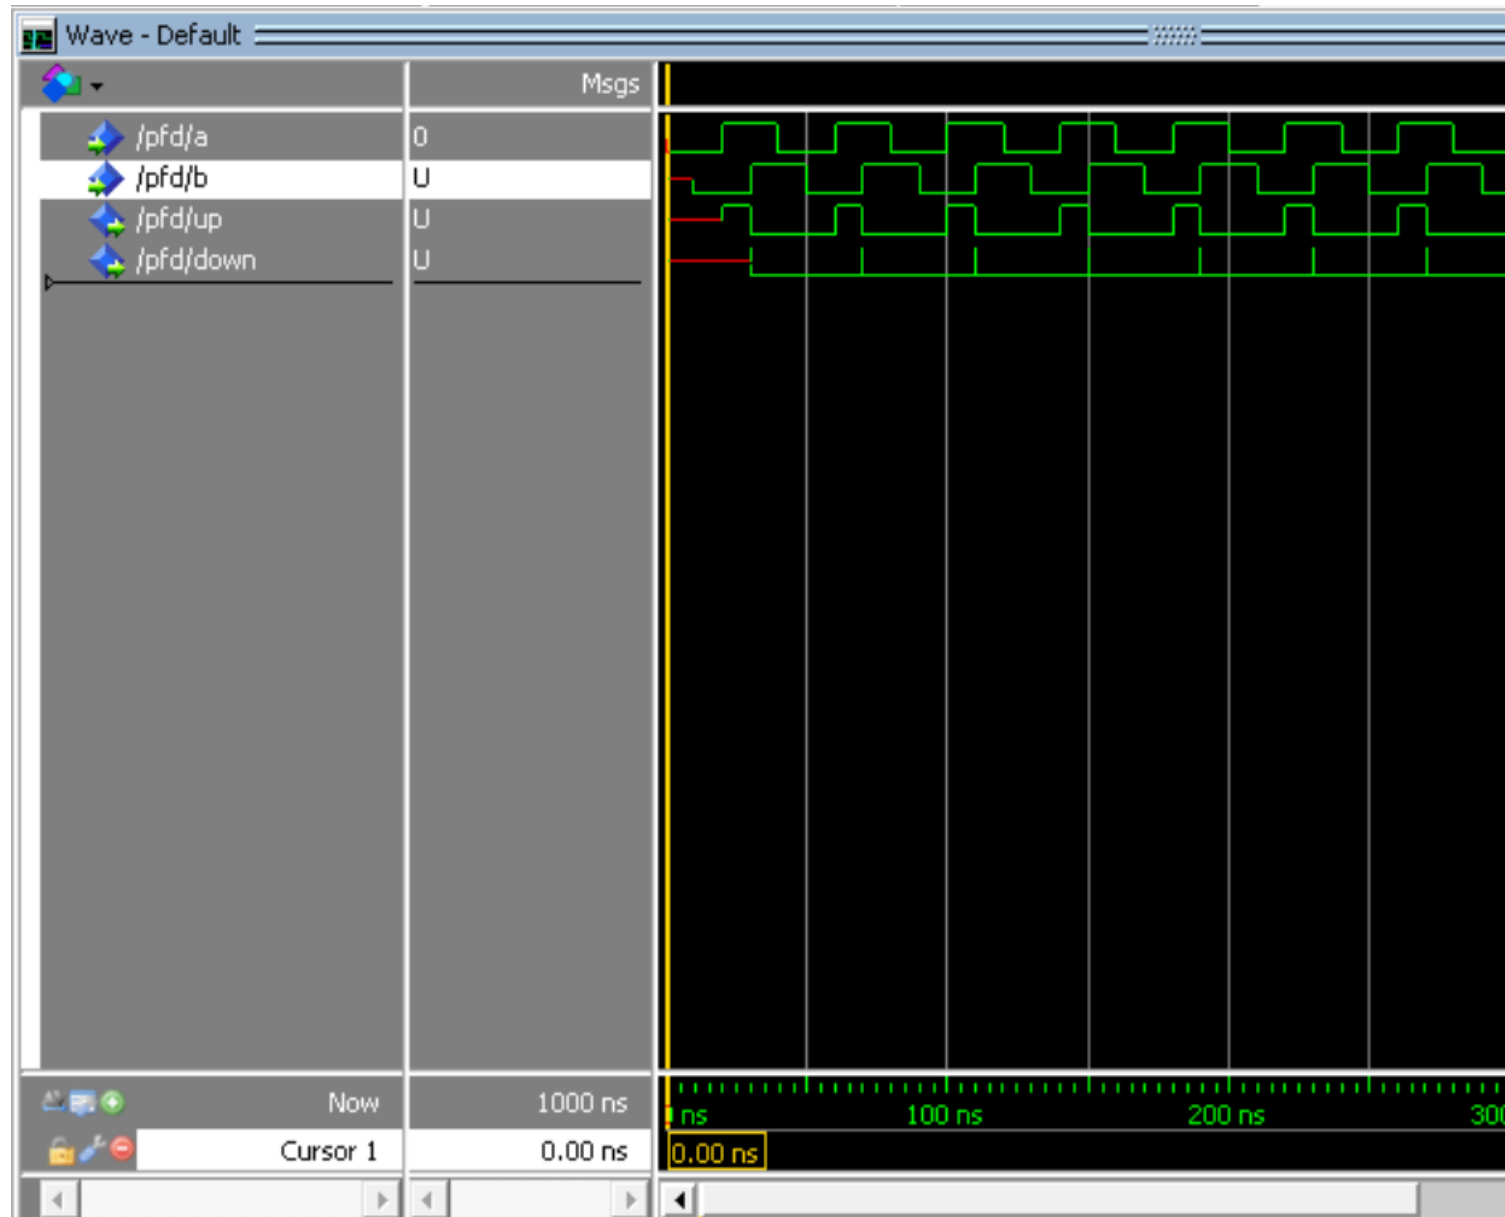 Wave - Default
Msgs
/pfd/a 0
/pfd/b U
/pfd/up U
/pfd/down U
Now 1000 ns
ns 100 ns 200 ns 300
Cursor 1 0.00 ns 0.00 ns